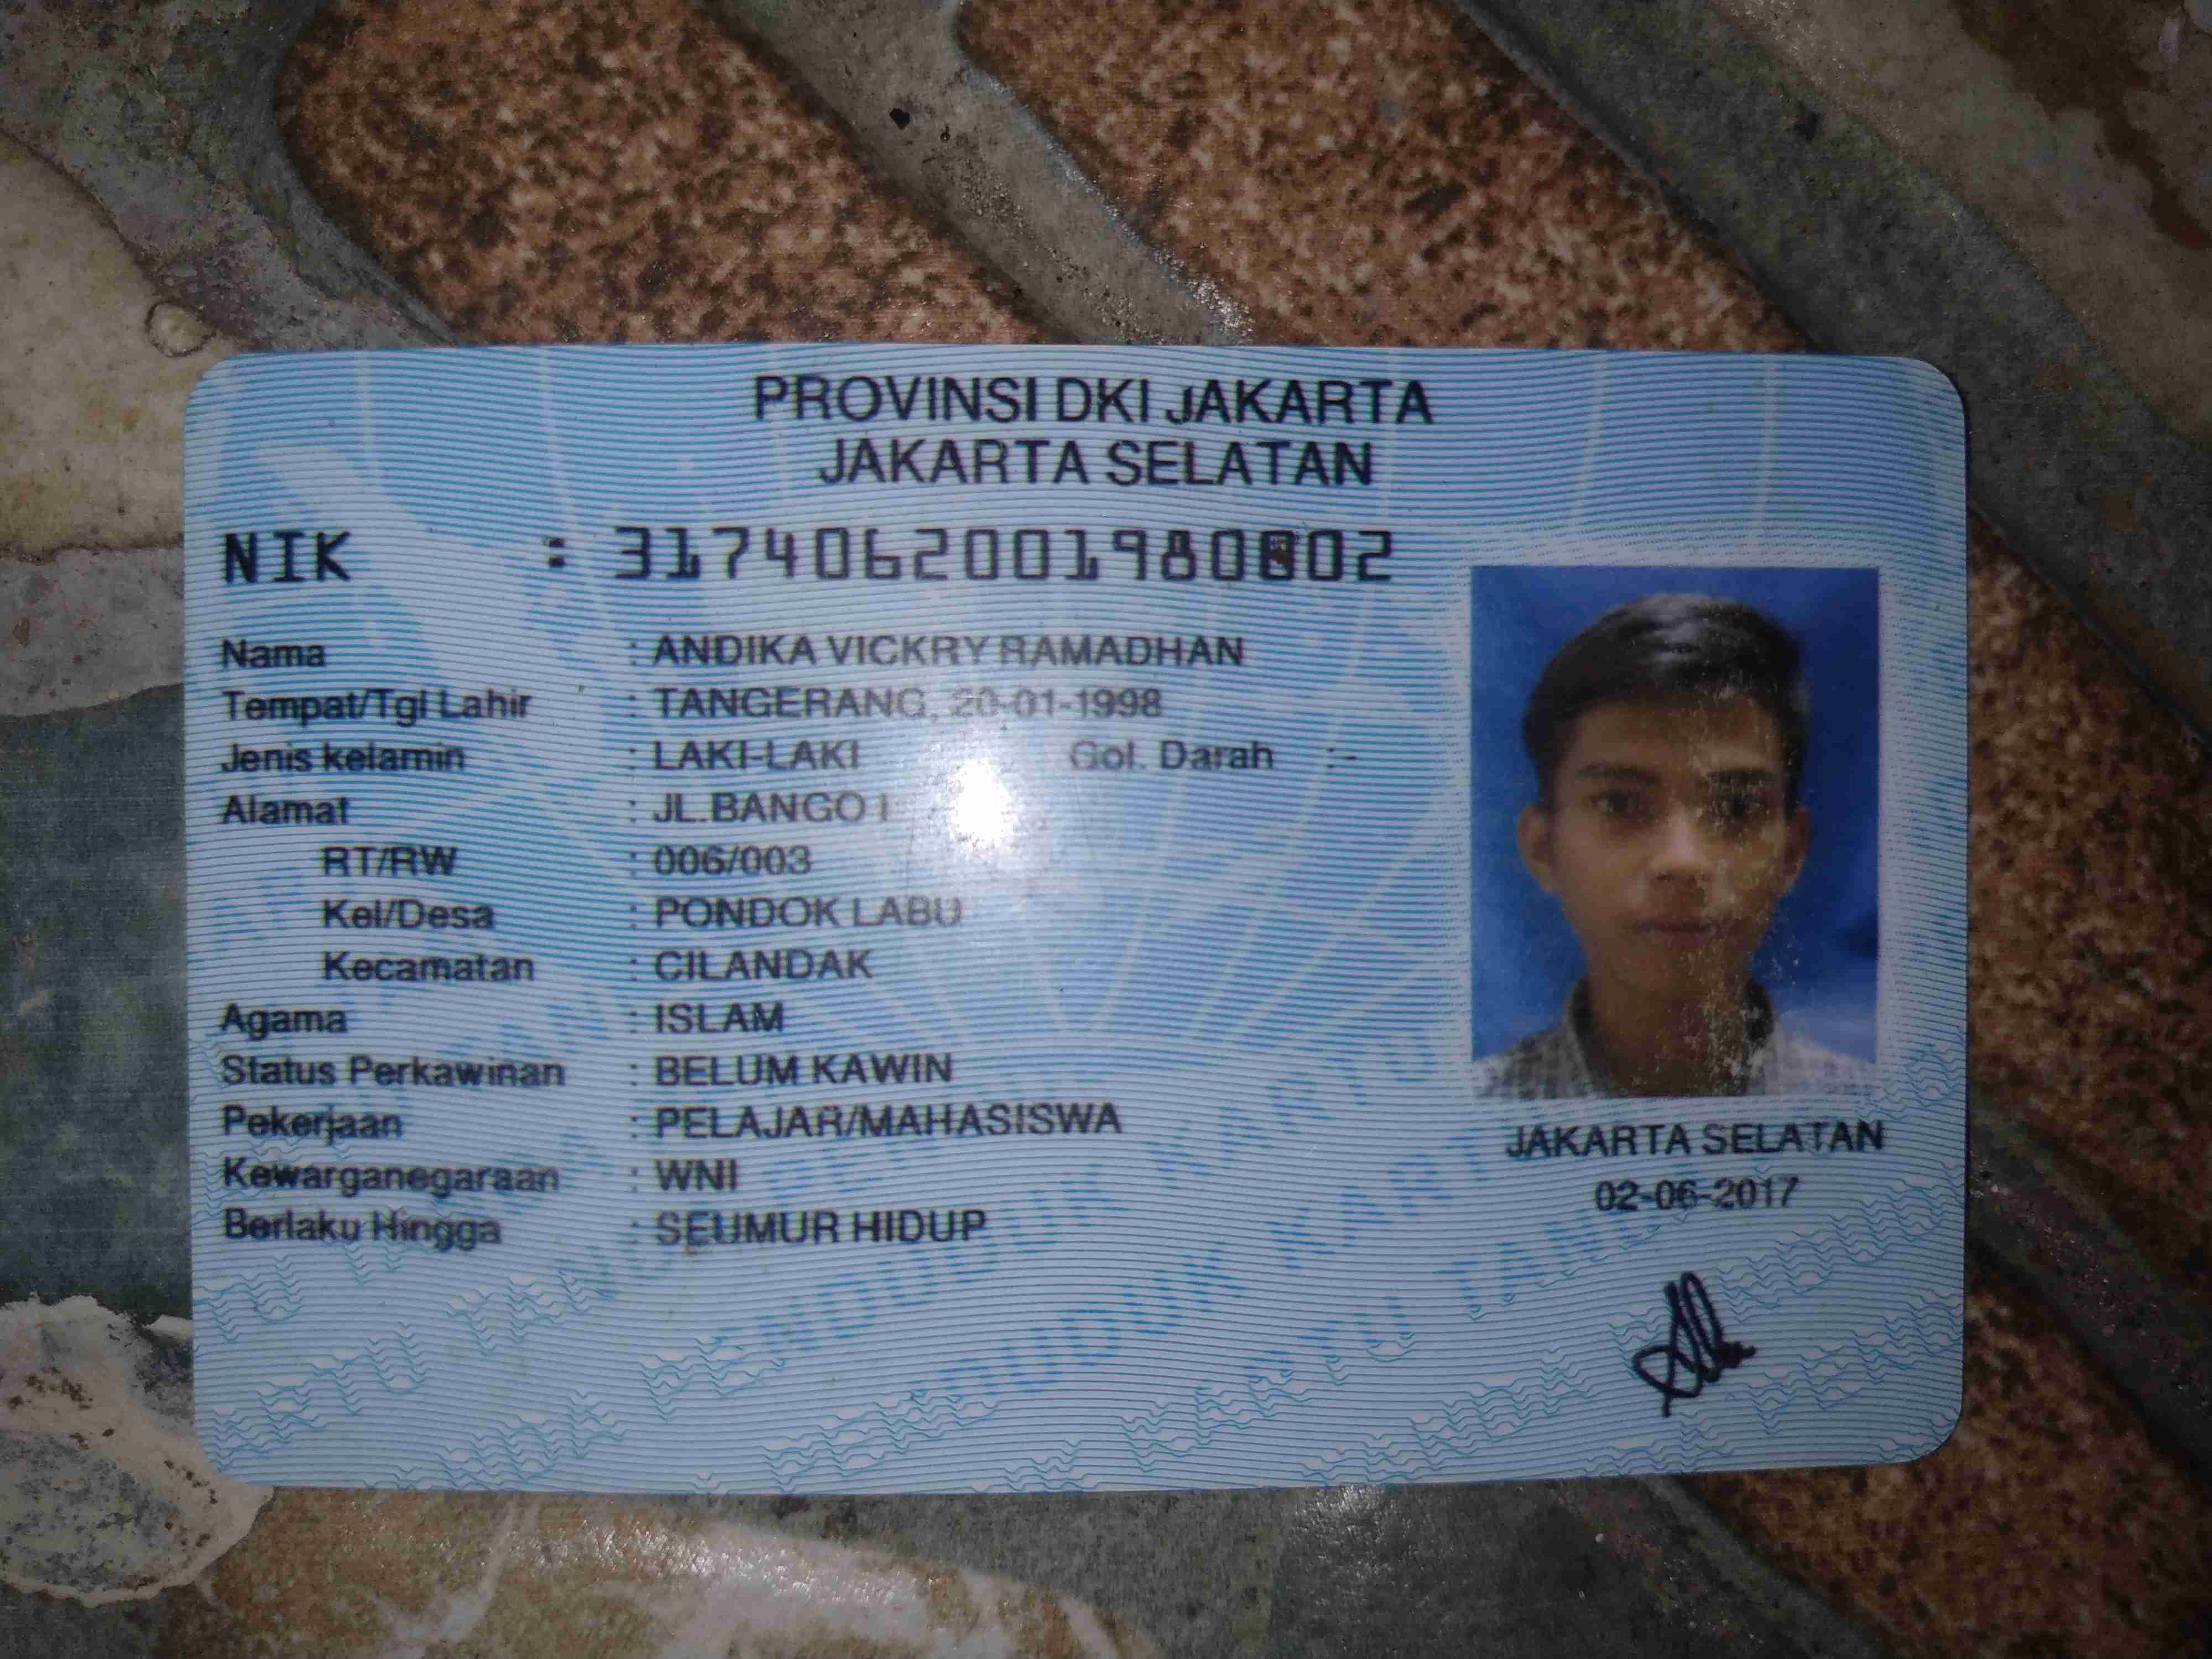 PROVINSI DKI JAKARTA
JAKARTA SELATAN
NIK : 3174062001980802
Nama : ANDIKA VICKRY RAMADHAN
Tempat/Tgl Lahir : TANGERANG, 20-01-1998
Jenis kelamin : LAKI-LAKI Gol. Darah :-
Alamat : JL.BANGO I
RT/RW : 006/003
Kel/Desa : PONDOK LABU
Kecamatan : CILANDAK
Agama : ISLAM
Status Perkawinan : BELUM KAWIN
Pekerjaan : PELAJAR/MAHASISWA
Kewarganegaraan : WNI
Berlaku Hingga : SEUMUR HIDUP
JAKARTA SELATAN
02-06-2017